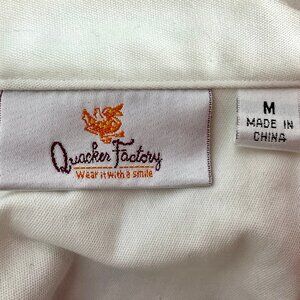 Quacker Factory
Wear it with a smile
M
MADE IN
CHINA